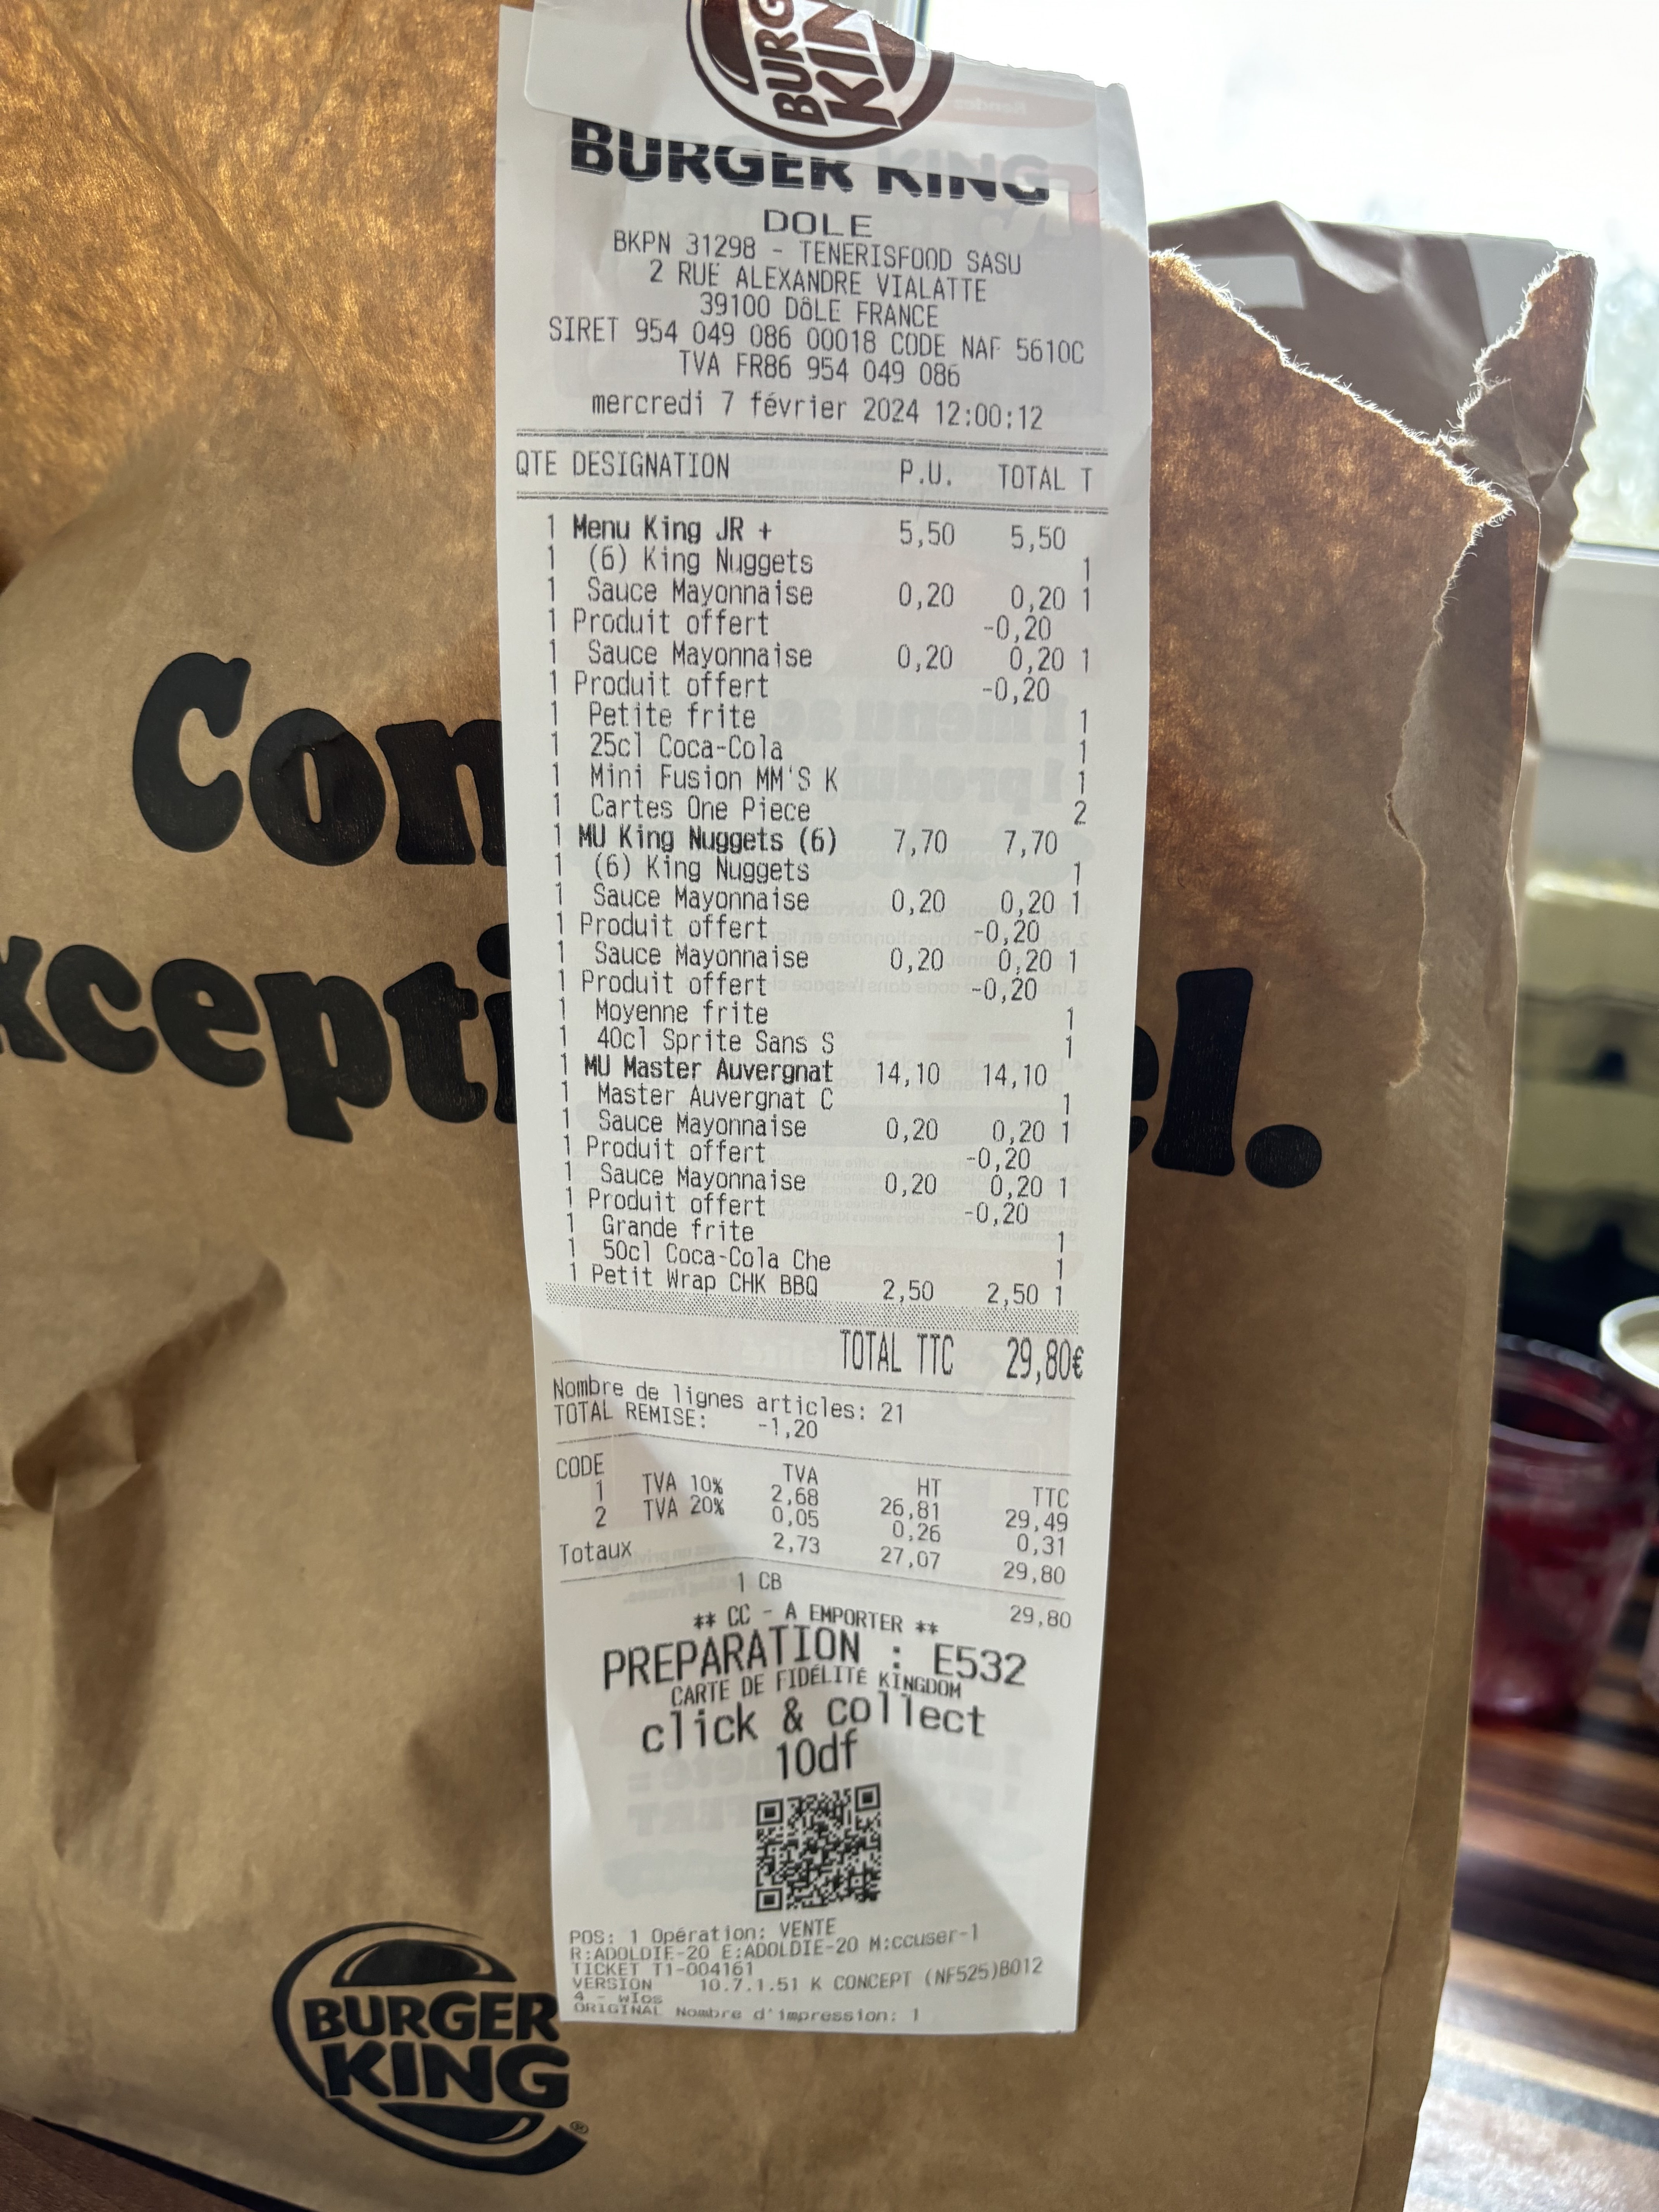 BURGER KING
BURGER KING
DOLE
BKPN 31298 - TENERISFOOD SASU
2 RUE ALEXANDRE VIALATTE
39100 DôLE FRANCE
SIRET 954 049 086 00018 CODE NAF 5610C
TVA FR86 954 049 086
mercredi 7 février 2024 12:00:12
QTE DESIGNATION P.U. TOTAL T
1 Menu King JR + 5,50 5,50
1 (6) King Nuggets 1
1 Sauce Mayonnaise 0,20 0,20 1
1 Produit offert -0,20
1 Sauce Mayonnaise 0,20 0,20 1
1 Produit offert -0,20
1 Petite frite 1
1 25cl Coca-Cola 1
1 Mini Fusion MM'S K 1
1 Cartes One Piece 2
1 MU King Nuggets (6) 7,70 7,70
1 (6) King Nuggets 1
1 Sauce Mayonnaise 0,20 0,20 1
1 Produit offert -0,20
1 Sauce Mayonnaise 0,20 0,20 1
1 Produit offert -0,20
1 Moyenne frite 1
1 40cl Sprite Sans S 1
1 MU Master Auvergnat 14,10 14,10
1 Master Auvergnat C 1
1 Sauce Mayonnaise 0,20 0,20 1
1 Produit offert -0,20
1 Sauce Mayonnaise 0,20 0,20 1
1 Produit offert -0,20
1 Grande frite 1
1 50cl Coca-Cola Che 1
1 Petit Wrap CHK BBQ 2,50 2,50 1
TOTAL TTC 29,80€
Nombre de lignes articles: 21
TOTAL REMISE: -1,20
CODE TVA HT TTC
1 TVA 10% 2,68 26,81 29,49
2 TVA 20% 0,05 0,26 0,31
Totaux 2,73 27,07 29,80
1 CB 29,80
** CC - A EMPORTER **
PREPARATION : E532
CARTE DE FIDÉLITÉ KINGDOM
click & collect
10df
POS: 1 Opération: VENTE
R:ADOLDIE-20 E:ADOLDIE-20 M:ccuser-1
TICKET T1-004161
VERSION 10.7.1.51 K CONCEPT (NF525)B012
4 - WIOS
ORIGINAL Nombre d'impression: 1
Con
xcepti el.
BURGER
KING®